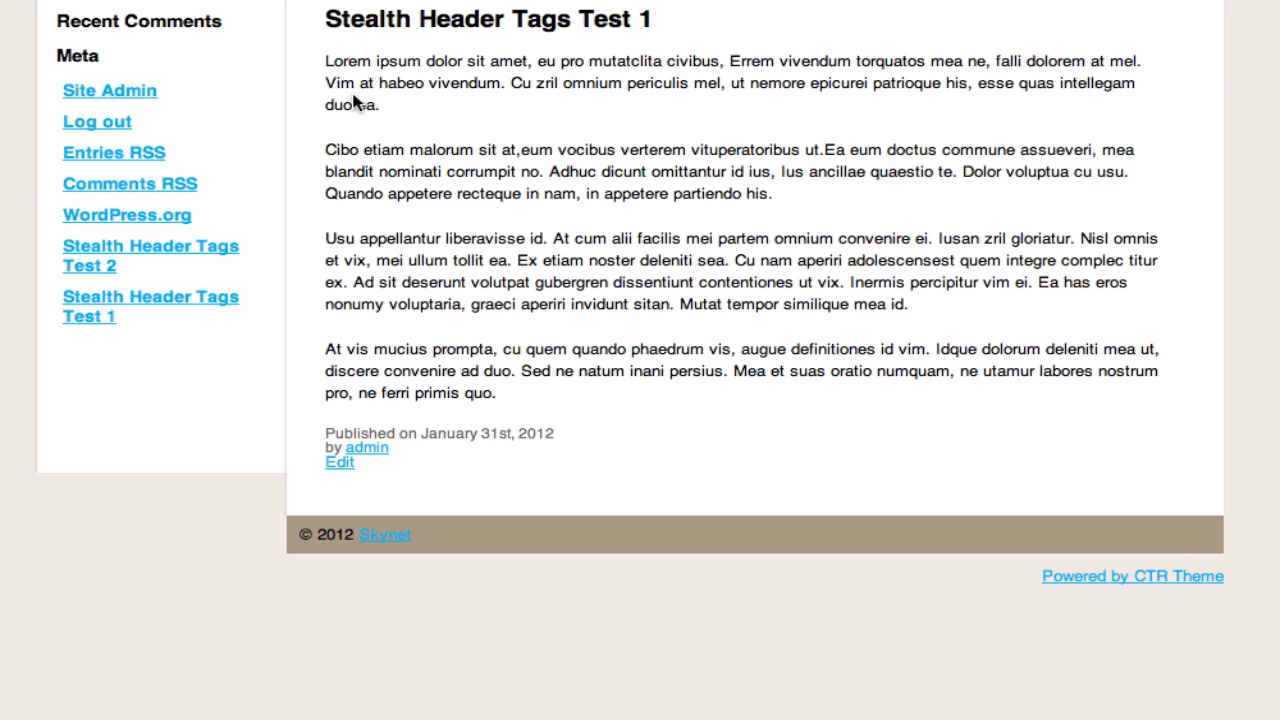 Recent Comments
Meta
Site Admin
Log out
Entries RSS
Comments RSS
WordPress.org
Stealth Header Tags
Test 2
Stealth Header Tags
Test 1
Stealth Header Tags Test 1
Lorem ipsum dolor sit amet, eu pro mutatclita civibus, Errem vivendum torquatos mea ne, falli dolorem at mel.
Vim at habeo vivendum. Cu zril omnium periculis mel, ut nemore epicurei patrioque his, esse quas intellegam
Cibo etiam malorum sit at,eum vocibus verterem vituperatoribus ut.Ea eum doctus commune assueveri, mea
blandit nominati corrumpit no. Adhuc dicunt omittantur id ius, Ius ancillae quaestio te. Dolor voluptua cu usu.
Quando appetere recteque in nam, in appetere partiendo his.
Usu appellantur liberavisse id. At cum alii facilis mei partem omnium convenire ei. Iusan zril gloriatur. Nisl omnis
et vix, mei ullum tollit ea. Ex etiam noster deleniti sea. Cu nam aperiri adolescensest quem integre complec titur
ex. Ad sit deserunt volutpat gubergren dissentiunt contentiones ut vix. Inermis percipitur vim ei. Ea has eros
nonumy voluptaria, graeci aperiri invidunt sitan. Mutat tempor similique mea id.
At vis mucius prompta, cu quem quando phaedrum vis, augue definitiones id vim. Idque dolorum deleniti mea ut,
discere convenire ad duo. Sed ne natum inani persius. Mea et suas oratio numquam, ne utamur labores nostrum
pro, ne ferri primis quo.
Published on January 31st, 2012
by admin
Edit
© 2012 Skynet
Powered by CTR Theme